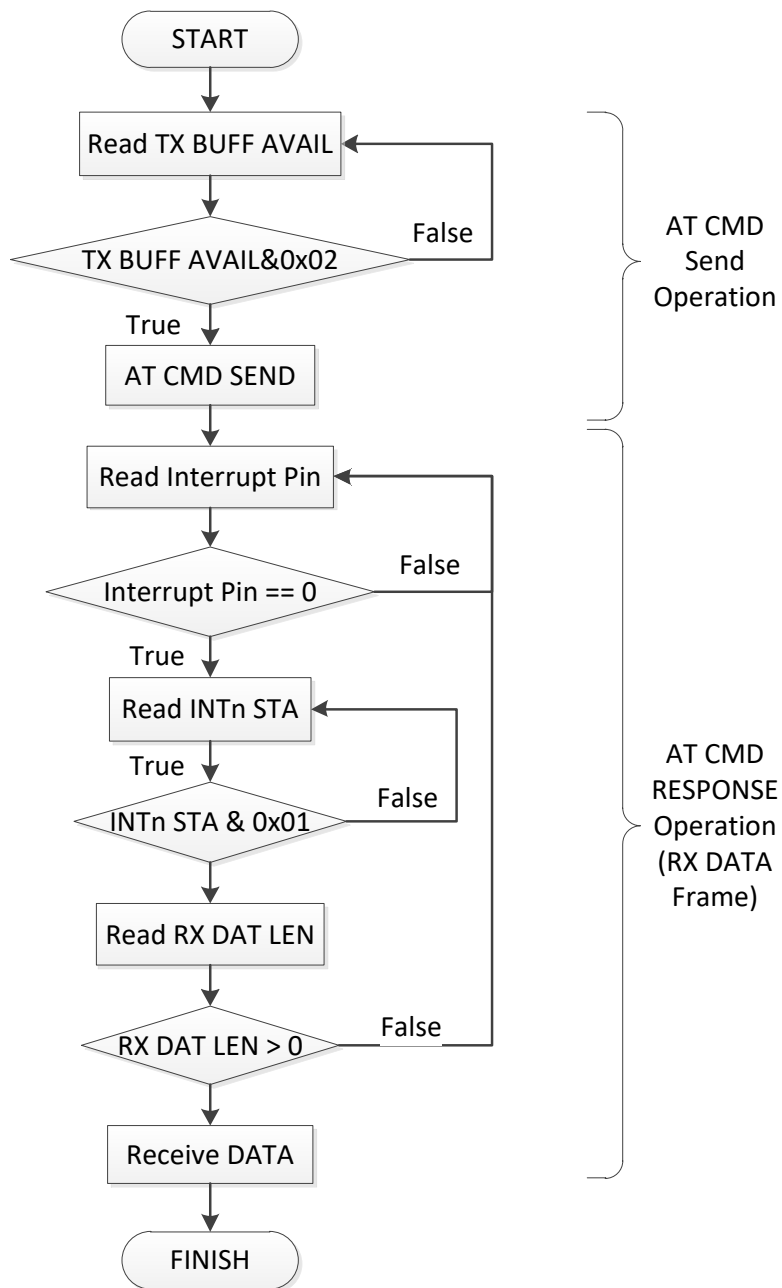 START
Read TX BUFF AVAIL
False
TX BUFF AVAIL&0x02
True
AT CMD SEND
AT CMD
Send
Operation
Read Interrupt Pin
False
Interrupt Pin == 0
True
Read INTn STA
True
False
INTn STA & 0x01
Read RX DAT LEN
False
RX DAT LEN > 0
Receive DATA
FINISH
AT CMD
RESPONSE
Operation
(RX DATA
Frame)